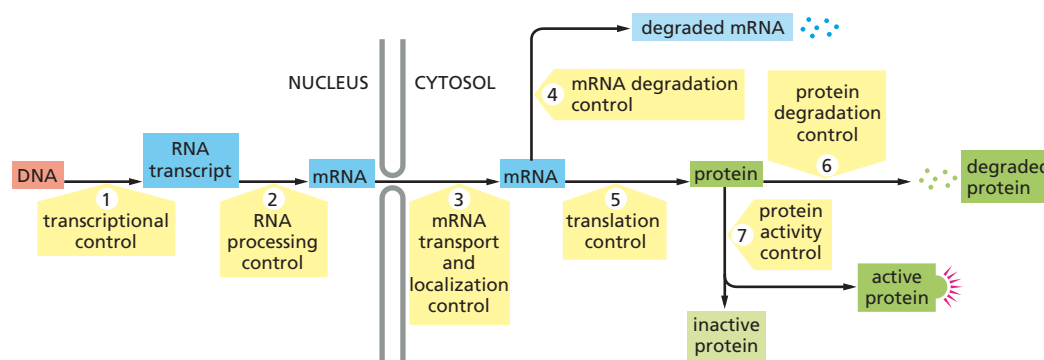 degraded mRNA
NUCLEUS
CYTOSOL
4
mRNA degradation
control
protein
degradation
control
6
DNA
RNA
transcript
mRNA
mRNA
protein
degraded
protein
1
transcriptional
control
2
RNA
processing
control
3
mRNA
transport
and
localization
control
5
translation
control
7
protein
activity
control
active
protein
inactive
protein